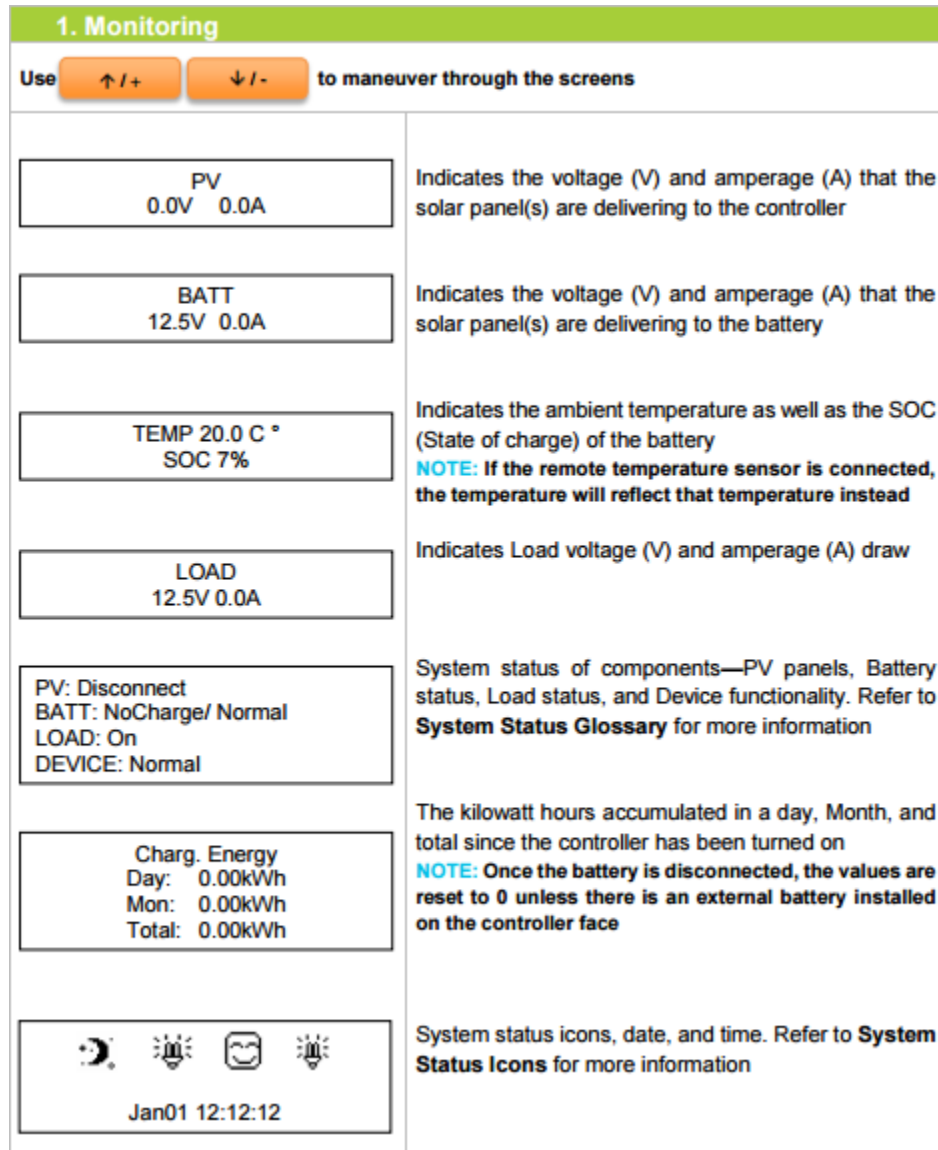 1. Monitoring
Use ↑ / + ↓ / - to maneuver through the screens
PV
0.0V 0.0A
Indicates the voltage (V) and amperage (A) that the
solar panel(s) are delivering to the controller
BATT
12.5V 0.0A
Indicates the voltage (V) and amperage (A) that the
solar panel(s) are delivering to the battery
TEMP 20.0 C °
SOC 7%
Indicates the ambient temperature as well as the SOC
(State of charge) of the battery
NOTE: If the remote temperature sensor is connected,
the temperature will reflect that temperature instead
LOAD
12.5V 0.0A
Indicates Load voltage (V) and amperage (A) draw
PV: Disconnect
BATT: NoCharge/ Normal
LOAD: On
DEVICE: Normal
System status of components—PV panels, Battery
status, Load status, and Device functionality. Refer to
System Status Glossary for more information
Charg. Energy
Day: 0.00kWh
Mon: 0.00kWh
Total: 0.00kWh
The kilowatt hours accumulated in a day, Month, and
total since the controller has been turned on
NOTE: Once the battery is disconnected, the values are
reset to 0 unless there is an external battery installed
on the controller face
Jan01 12:12:12
System status icons, date, and time. Refer to System
Status Icons for more information